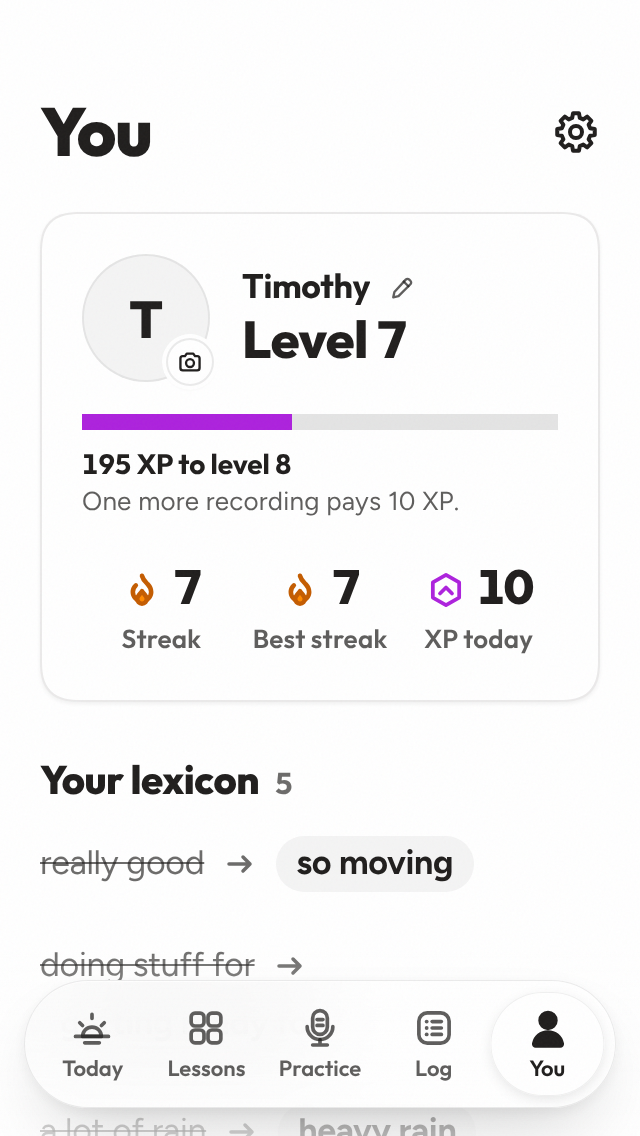 You
T
Timothy
Level 7
195 XP to level 8
One more recording pays 10 XP.
7
7
10
Streak
Best streak
XP today
Your lexicon 5
really good → so moving
doing stuff for →
Today
Lessons
Practice
Log
You
a lot of rain → heavy rain